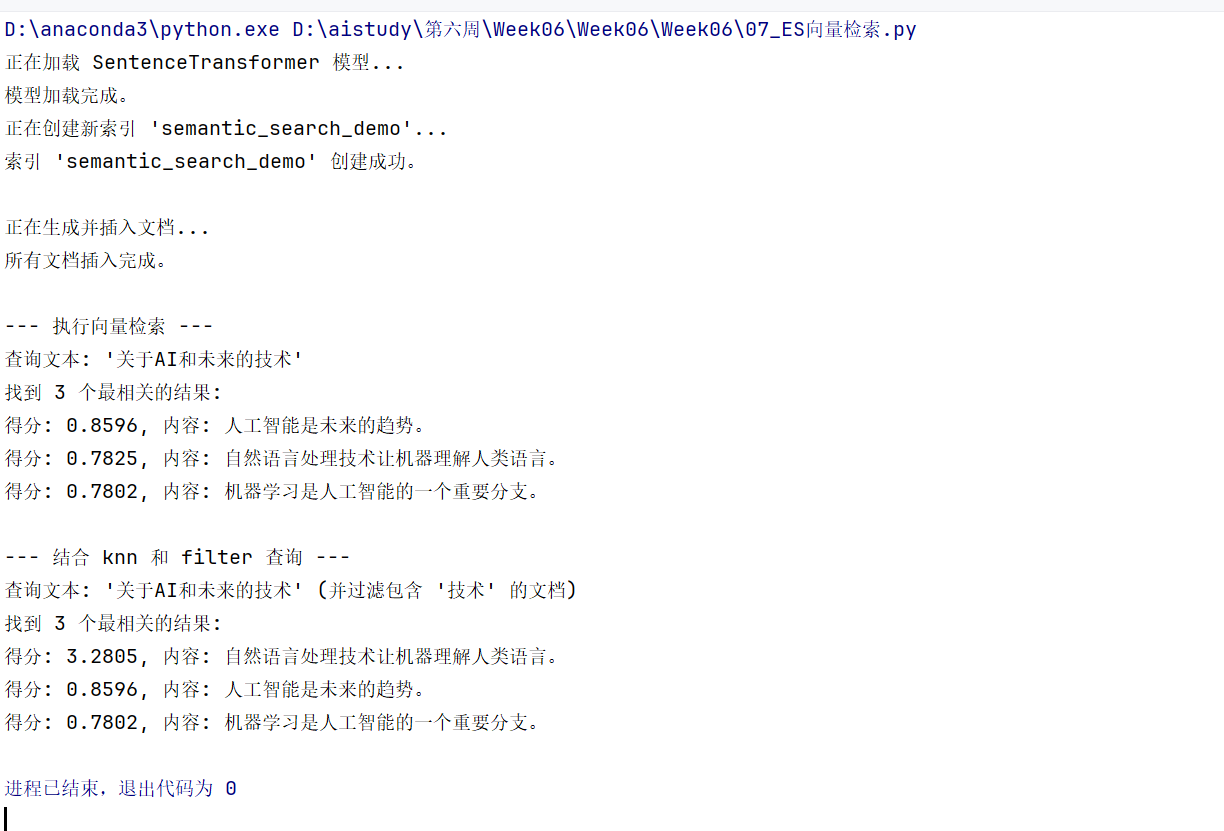 D:\anaconda3\python.exe D:\aistudy\第六周\Week06\Week06\Week06\07_ES向量检索.py
正在加载 SentenceTransformer 模型...
模型加载完成。
正在创建新索引 'semantic_search_demo'...
索引 'semantic_search_demo' 创建成功。
正在生成并插入文档...
所有文档插入完成。
--- 执行向量检索 ---
查询文本: '关于AI和未来的技术'
找到 3 个最相关的结果:
得分: 0.8596, 内容: 人工智能是未来的趋势。
得分: 0.7825, 内容: 自然语言处理技术让机器理解人类语言。
得分: 0.7802, 内容: 机器学习是人工智能的一个重要分支。
--- 结合 knn 和 filter 查询 ---
查询文本: '关于AI和未来的技术' (并过滤包含 '技术' 的文档)
找到 3 个最相关的结果:
得分: 3.2805, 内容: 自然语言处理技术让机器理解人类语言。
得分: 0.8596, 内容: 人工智能是未来的趋势。
得分: 0.7802, 内容: 机器学习是人工智能的一个重要分支。
进程已结束，退出代码为 0